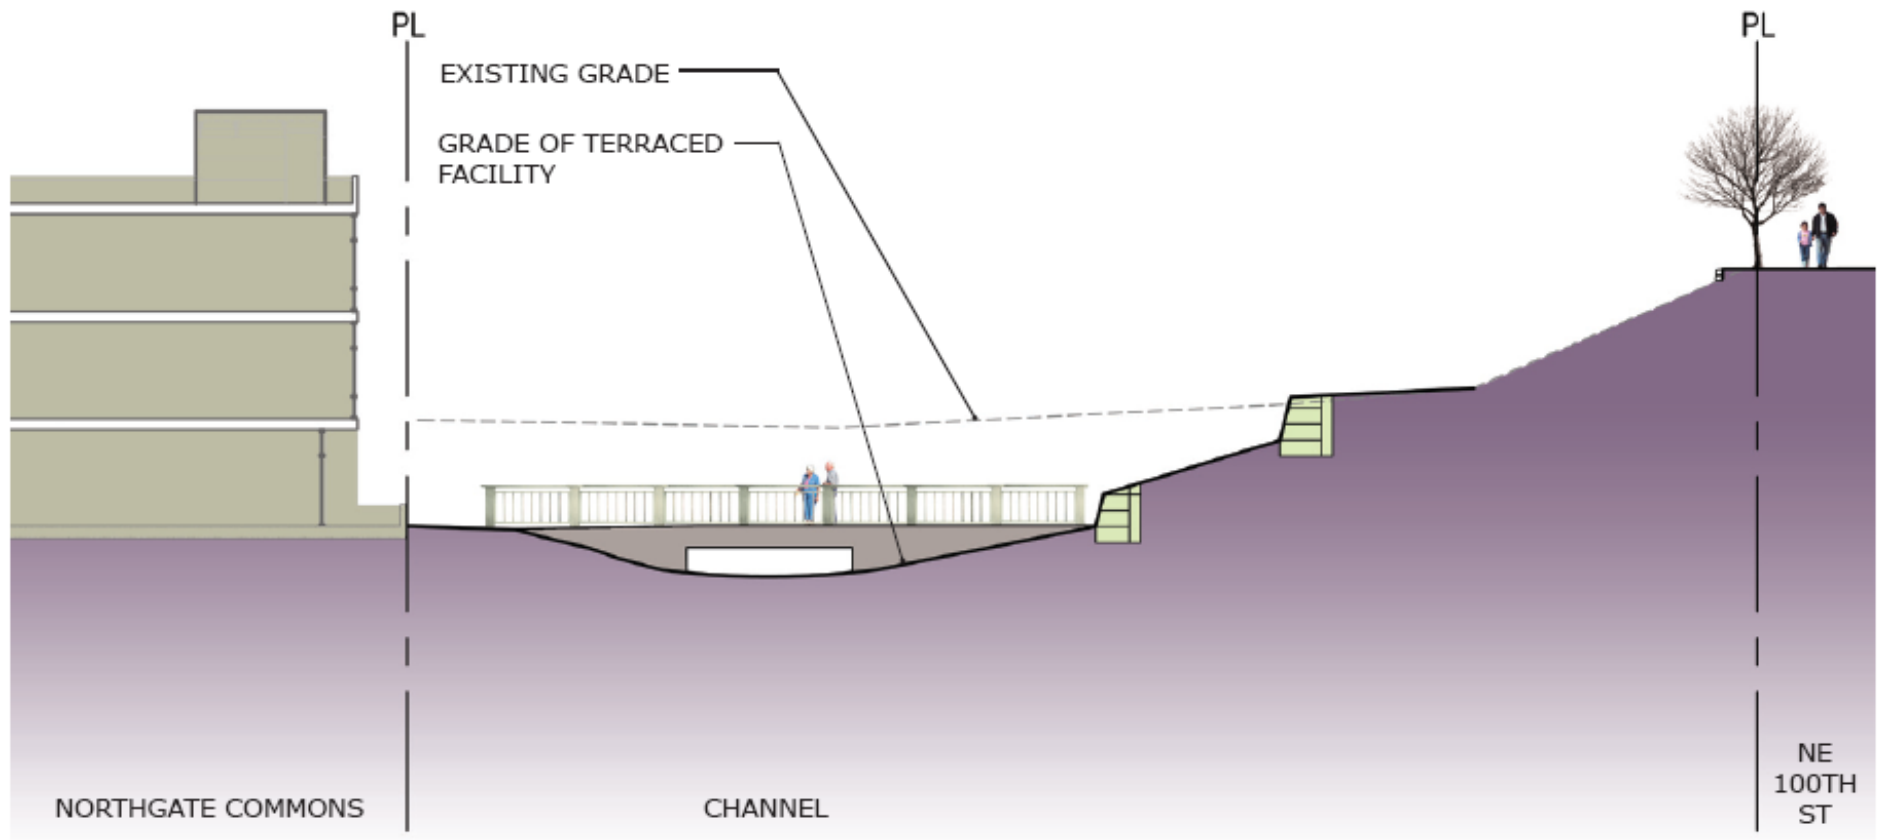 PL
PL
EXISTING GRADE
GRADE OF TERRACED
FACILITY
NORTHGATE COMMONS
CHANNEL
NE
100TH
ST